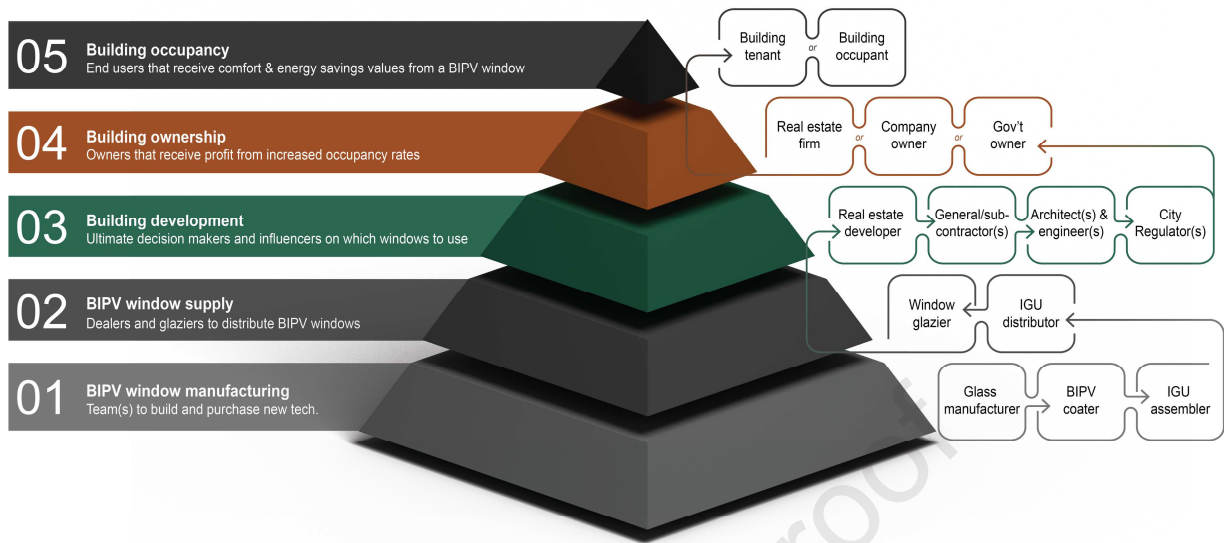 05
Building occupancy
End users that receive comfort & energy savings values from a BIPV window
Building
tenant
or
Building
occupant
04
Building ownership
Owners that receive profit from increased occupancy rates
Real estate
firm
or
Company
owner
or
Gov't
owner
03
Building development
Ultimate decision makers and influencers on which windows to use
Real estate
developer
General/sub-
contractor(s)
Architect(s) &
engineer(s)
City
Regulator(s)
02
BIPV window supply
Dealers and glaziers to distribute BIPV windows
Window
glazier
IGU
distributor
01
BIPV window manufacturing
Team(s) to build and purchase new tech.
Glass
manufacturer
BIPV
coater
IGU
assembler
roof